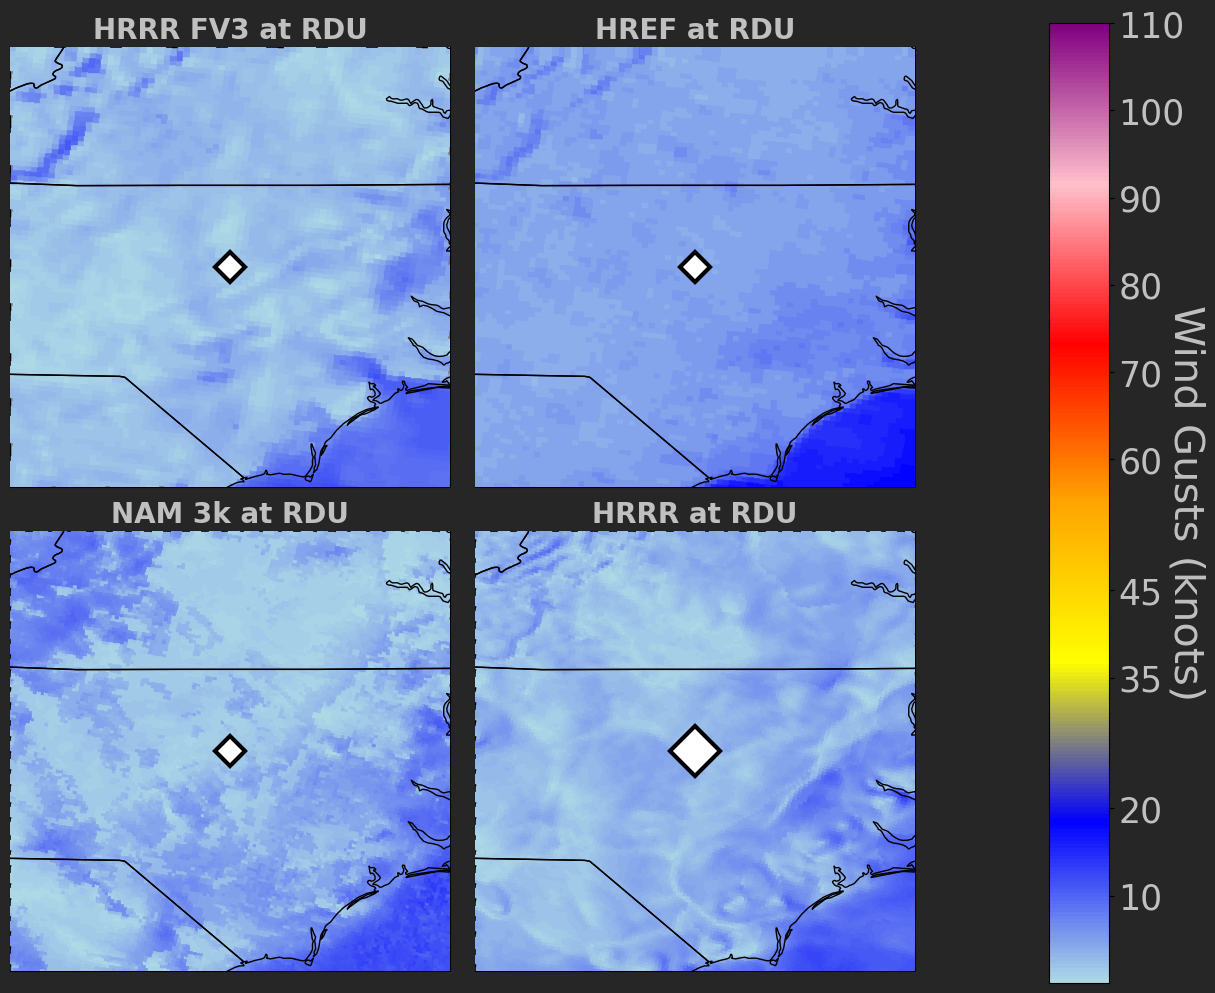 HRRR FV3 at RDU
HREF at RDU
NAM 3k at RDU
HRRR at RDU
110
100
90
80
70
60
45
35
20
10
Wind Gusts (knots)